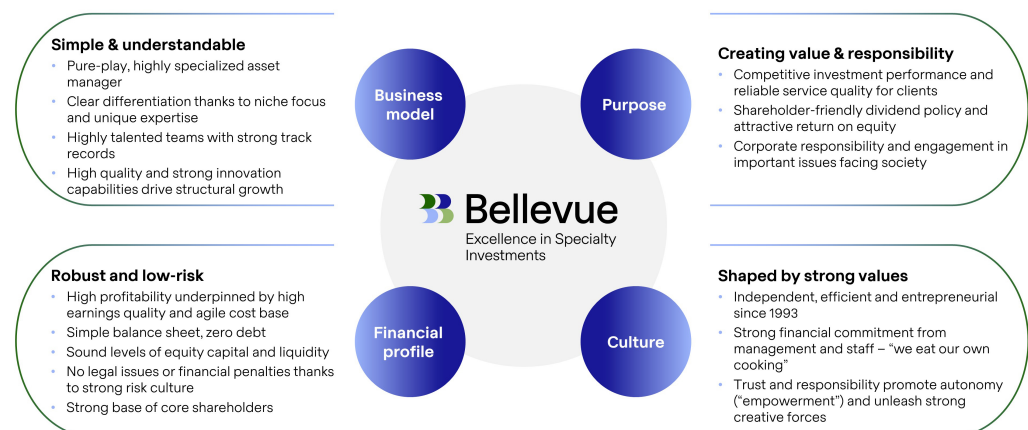 Simple & understandable
• Pure-play, highly specialized asset
manager
• Clear differentiation thanks to niche focus
and unique expertise
• Highly talented teams with strong track
records
• High quality and strong innovation
capabilities drive structural growth
Business
model
Purpose
Creating value & responsibility
• Competitive investment performance and
reliable service quality for clients
• Shareholder-friendly dividend policy and
attractive return on equity
• Corporate responsibility and engagement in
important issues facing society
Bellevue
Excellence in Specialty
Investments
Robust and low-risk
• High profitability underpinned by high
earnings quality and agile cost base
• Simple balance sheet, zero debt
• Sound levels of equity capital and liquidity
• No legal issues or financial penalties thanks
to strong risk culture
• Strong base of core shareholders
Financial
profile
Culture
Shaped by strong values
• Independent, efficient and entrepreneurial
since 1993
• Strong financial commitment from
management and staff – “we eat our own
cooking”
• Trust and responsibility promote autonomy
(“empowerment”) and unleash strong
creative forces